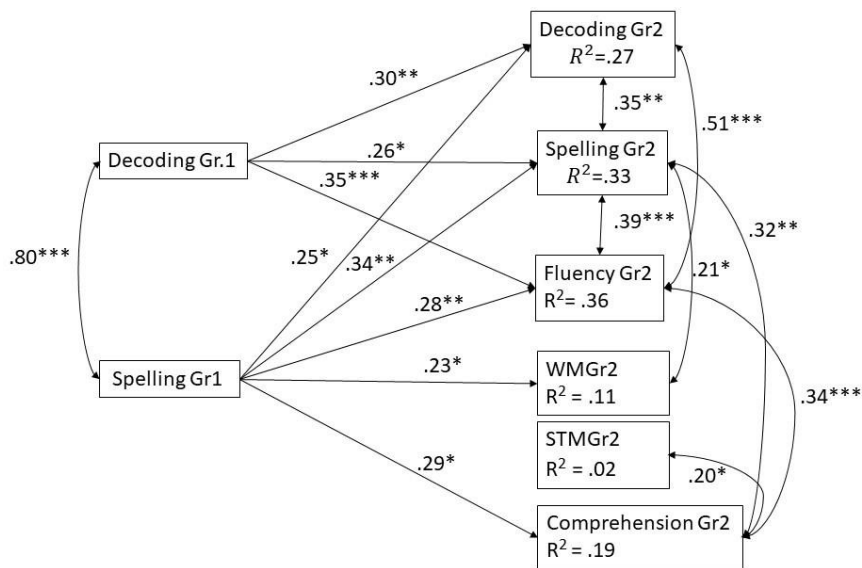 Decoding Gr2
R²=.27
.30**
.35**
.51***
Decoding Gr.1
.26*
Spelling Gr2
R²=.33
.35***
.39***
.32**
.80***
.25*
.34**
Fluency Gr2
R²= .36
.21*
.28**
Spelling Gr1
.23*
WMGr2
R² = .11
.34***
STMGr2
R² = .02
.29*
.20*
Comprehension Gr2
R² = .19